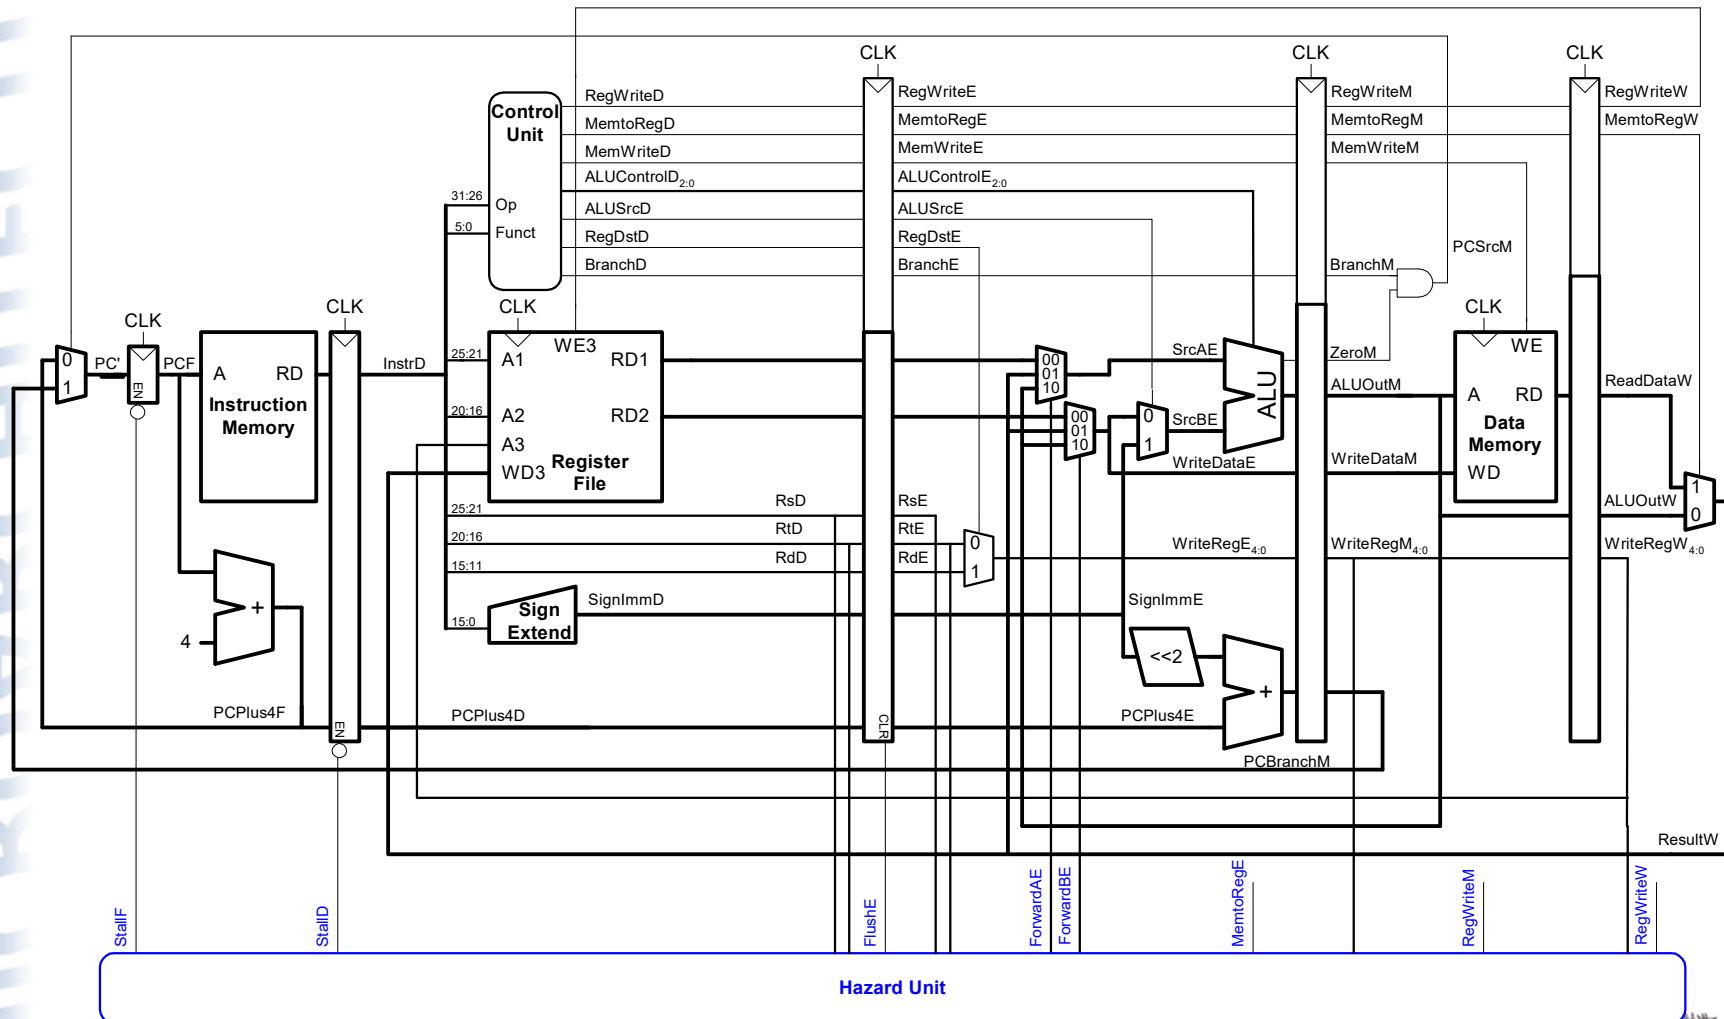 CLK
CLK
CLK
Control
Unit
RegWriteD
RegWriteE
RegWriteM
RegWriteW
MemtoRegD
MemtoRegE
MemtoRegM
MemtoRegW
MemWriteD
MemWriteE
MemWriteM
ALUControlD2:0
ALUControlE2:0
31:26
Op
ALUSrcD
ALUSrcE
5:0
Funct
RegDstD
RegDstE
PCSrcM
BranchD
BranchE
BranchM
CLK
CLK
CLK
CLK
0
1
PC'
EN
PCF
A
RD
Instruction
Memory
InstrD
25:21
A1
WE3
RD1
20:16
A2
RD2
A3
WD3
Register
File
00
01
10
00
01
10
0
1
SrcAE
SrcBE
ALU
WriteDataE
ZeroM
ALUOutM
WriteDataM
WE
A
RD
Data
Memory
WD
ReadDataW
1
0
ALUOutW
25:21
RsD
RsE
20:16
RtD
RtE
0
15:11
RdD
RdE
1
WriteRegE4:0
WriteRegM4:0
WriteRegW4:0
+
4
15:0
Sign
Extend
SignImmD
SignImmE
<<2
+
PCPlus4F
EN
PCPlus4D
CLR
PCPlus4E
PCBranchM
ResultW
StallF
StallD
FlushE
ForwardAE
ForwardBE
MemtoRegE
RegWriteM
RegWriteW
Hazard Unit